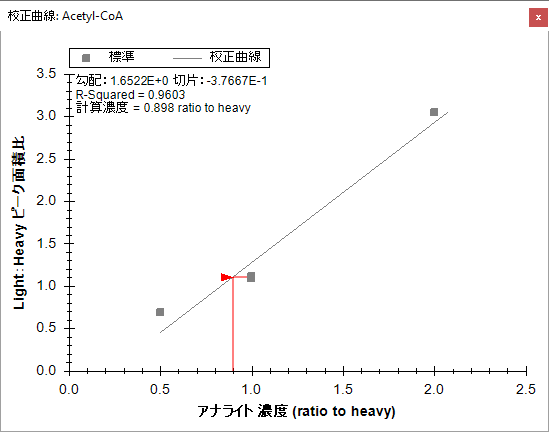 校正曲線: Acetyl-CoA
x
標準 校正曲線
勾配: 1.6522E+0 切片: -3.7667E-1
R-Squared = 0.9603
計算濃度 = 0.898 ratio to heavy
3.5
3.0
2.5
2.0
1.5
1.0
0.5
0.0
Light:Heavy ピーク面積比
0.0 0.5 1.0 1.5 2.0 2.5
アナライト 濃度 (ratio to heavy)